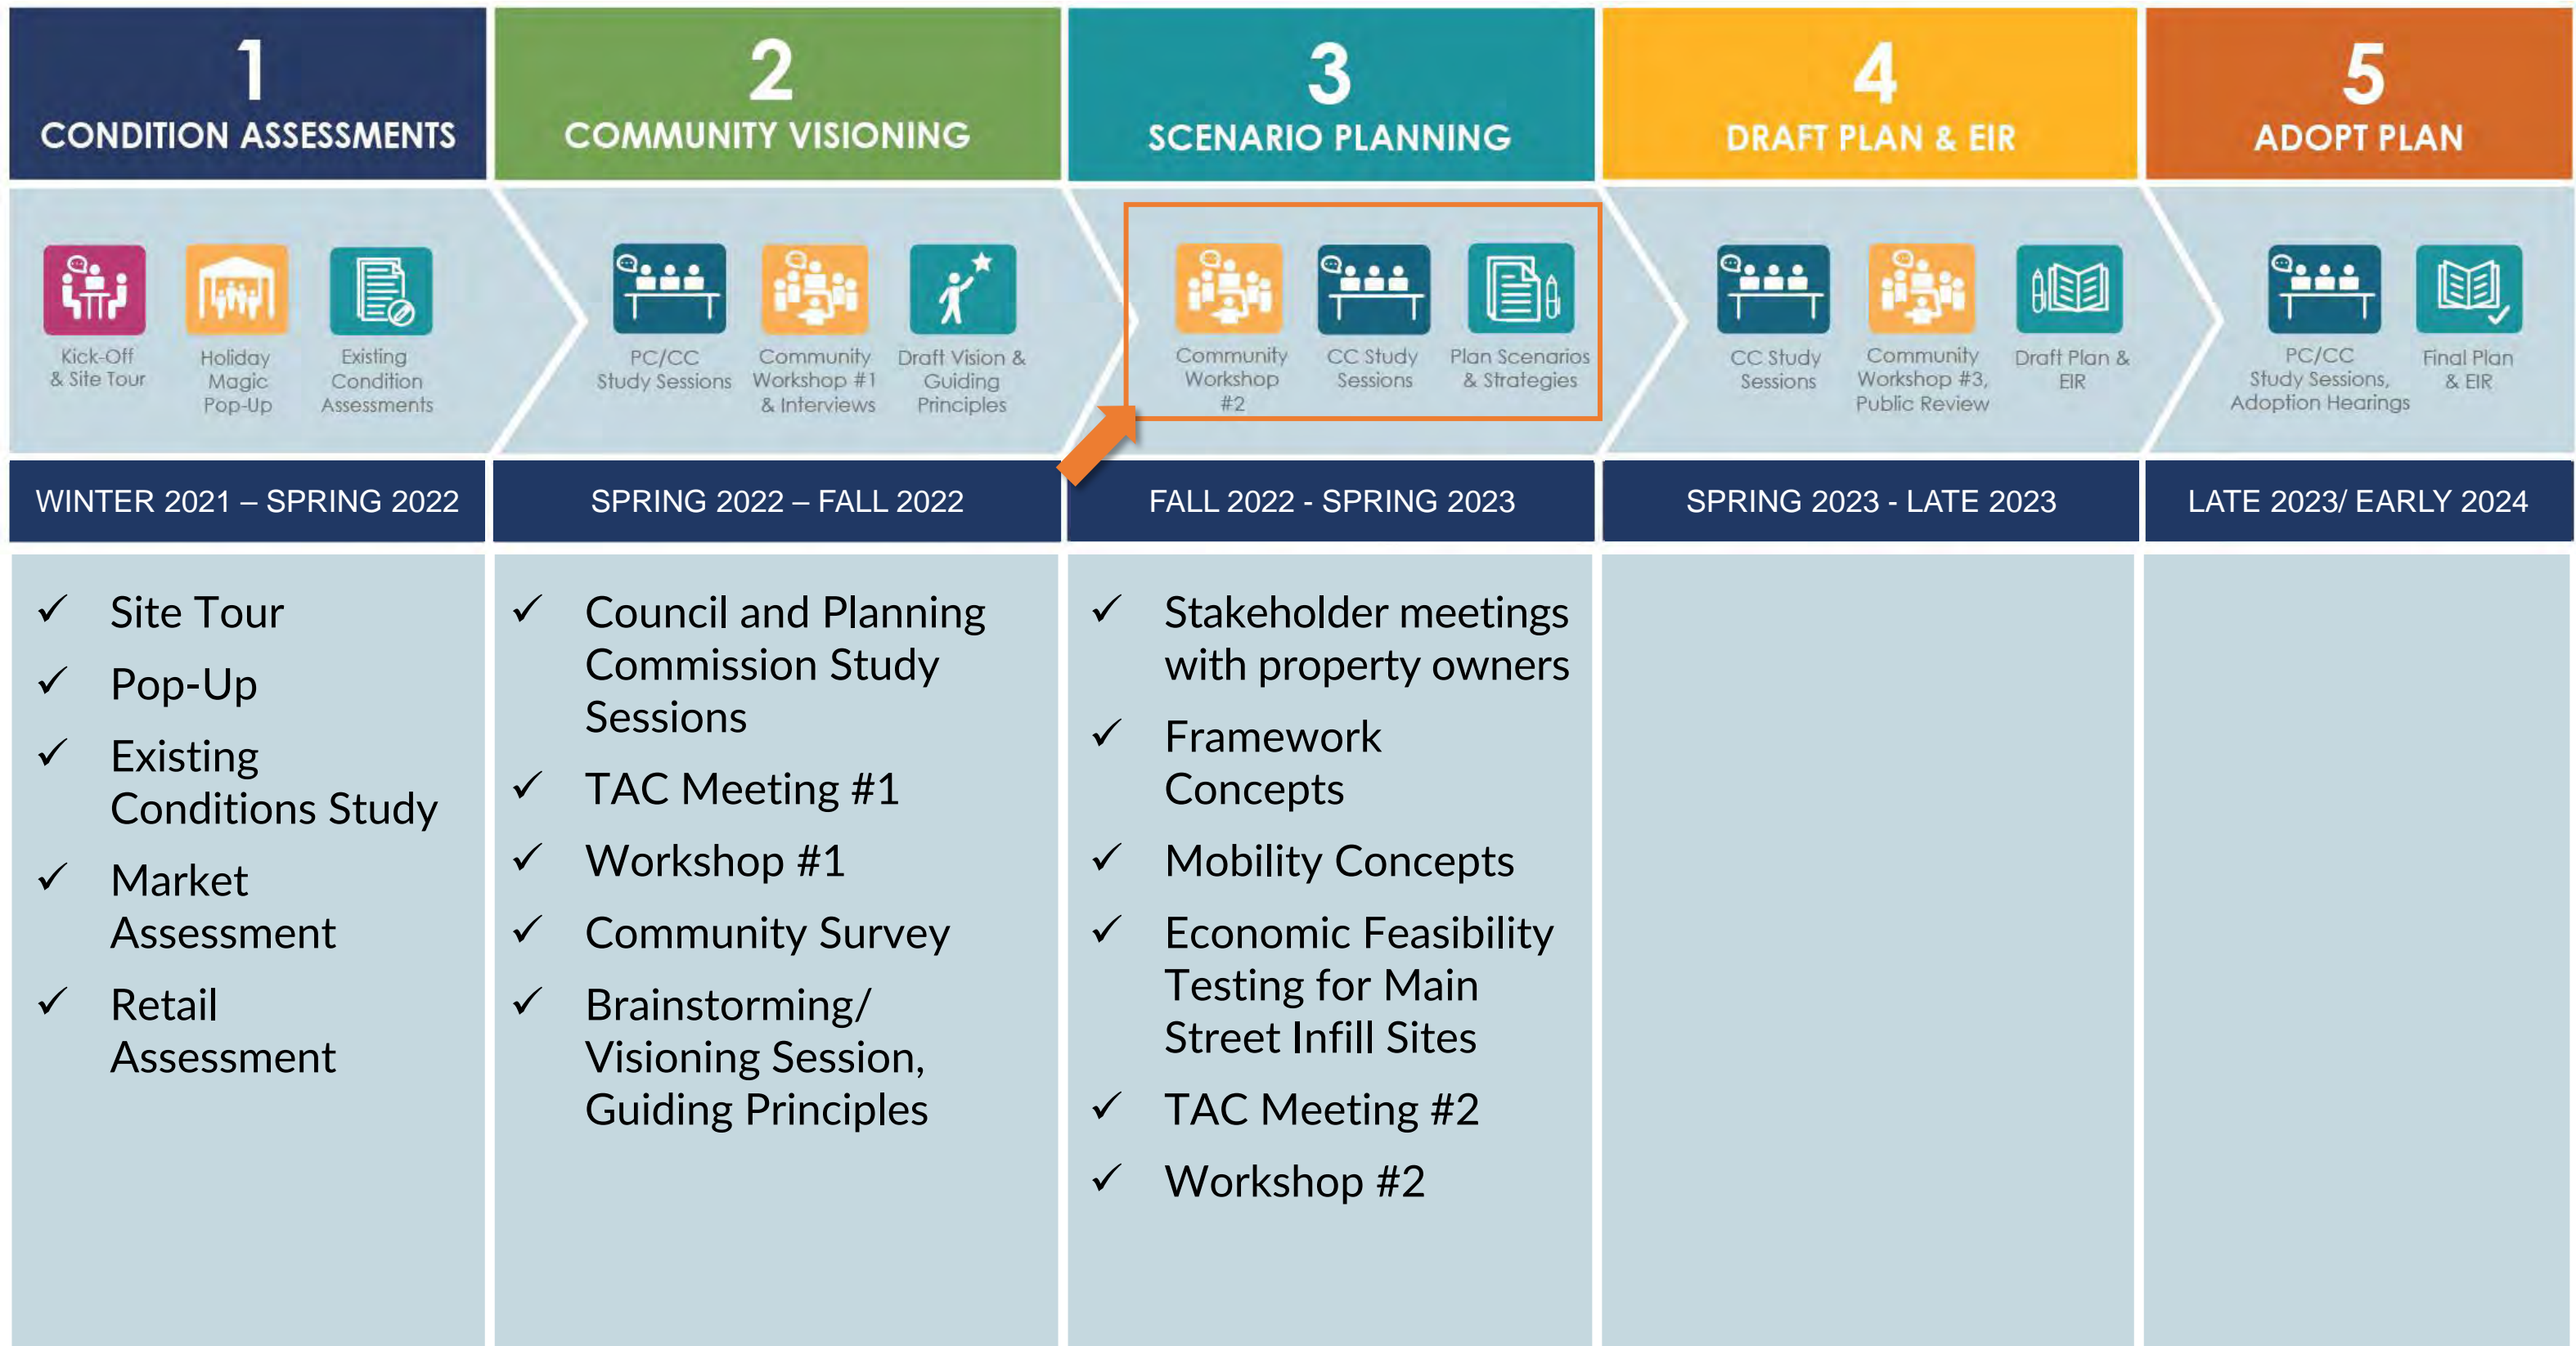 1
CONDITION ASSESSMENTS
2
COMMUNITY VISIONING
3
SCENARIO PLANNING
4
DRAFT PLAN & EIR
5
ADOPT PLAN
Kick-Off
& Site Tour
Holiday
Magic
Pop-Up
Existing
Condition
Assessments
PC/CC
Study Sessions
Community
Workshop #1
& Interviews
Draft Vision &
Guiding
Principles
Community
Workshop
#2
CC Study
Sessions
Plan Scenarios
& Strategies
CC Study
Sessions
Community
Workshop #3,
Public Review
Draft Plan &
EIR
PC/CC
Study Sessions,
Adoption Hearings
Final Plan
& EIR
WINTER 2021 – SPRING 2022
SPRING 2022 – FALL 2022
FALL 2022 - SPRING 2023
SPRING 2023 - LATE 2023
LATE 2023/ EARLY 2024
✓ Site Tour
✓ Pop-Up
✓ Existing
Conditions Study
✓ Market
Assessment
✓ Retail
Assessment
✓ Council and Planning
Commission Study
Sessions
✓ TAC Meeting #1
✓ Workshop #1
✓ Community Survey
✓ Brainstorming/
Visioning Session,
Guiding Principles
✓ Stakeholder meetings
with property owners
✓ Framework
Concepts
✓ Mobility Concepts
✓ Economic Feasibility
Testing for Main
Street Infill Sites
✓ TAC Meeting #2
✓ Workshop #2